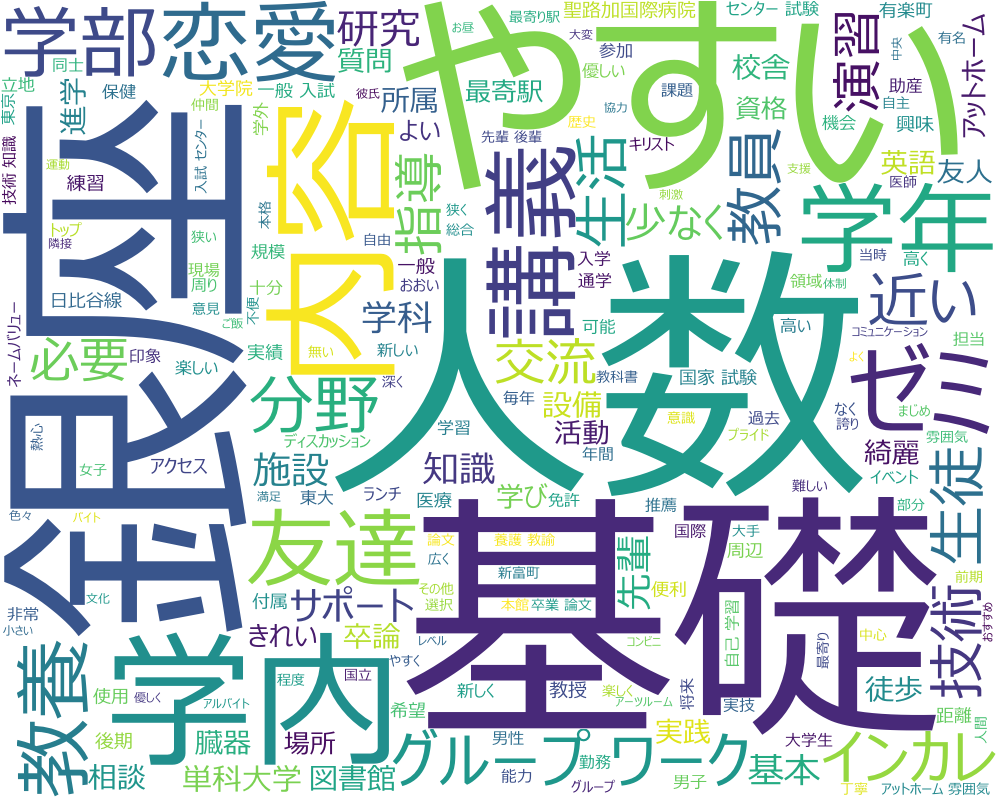 学部
恋愛
研究
質問
お昼
最寄り駅
聖路加国際病院
大変
参加
優しい
やすい
センター 試験
有楽町
有名
中央
演習
アットホーム
東京
立地
同士
保健
進学
大学院
仲間
一般 入試
彼氏
所属
最寄駅
協力
課題
校舎
資格
助産
自主
機会
興味
技術 知識
運動
練習
学外
入試 センター
内容
よい
先輩 後輩
歴史
キリスト
刺激
教員
支援
医師
英語
友人
銀座
トップ
隣接
狭い
本格
指導
狭く
総合
講義
生活
少なく
学年
現場
周り
規模
自由
一般
入学
通学
当時
高く
領域
体制
近い
日比谷線
意見
十分
不便
おおい
人数
ネームバリュー
ご飯
学科
可能
高い
コミュニケーション
担当
必要
印象
楽しい
実績
無い
新しい
交流
教科書
国家 試験
ゼミ
よく
分野
深く
毎年
設備
意識
過去
なく
誇り
まじめ
熱心
女子
アクセス
ディスカッション
学習
活動
年間
プライド
綺麗
雰囲気
施設
知識
イベント
生徒
色々
バイト
満足
東大
ランチ
医療
学び
免許
推薦
難しい
部分
友達
基礎
論文
広く
養護 教諭
国際
大手
周辺
文化
非常
小さい
付属
サポート
新富町
先輩
便利
その他
選択
本館
卒業 論文
前期
おすすめ
教養
学内
きれい
卒論
レベル
コンビニ
自己 学習
中心
最寄り
技術
程度
国立
やすく
新しく
教授
楽しく
アーツルーム
将来
実技
徒歩
使用
優しく
アルバイト
希望
距離
人間
後期
臓器
場所
男性
実践
大学生
インカレ
相談
単科大学
図書館
グループワーク
能力
勤務
グループ
男子
基本
丁寧
アットホーム 雰囲気